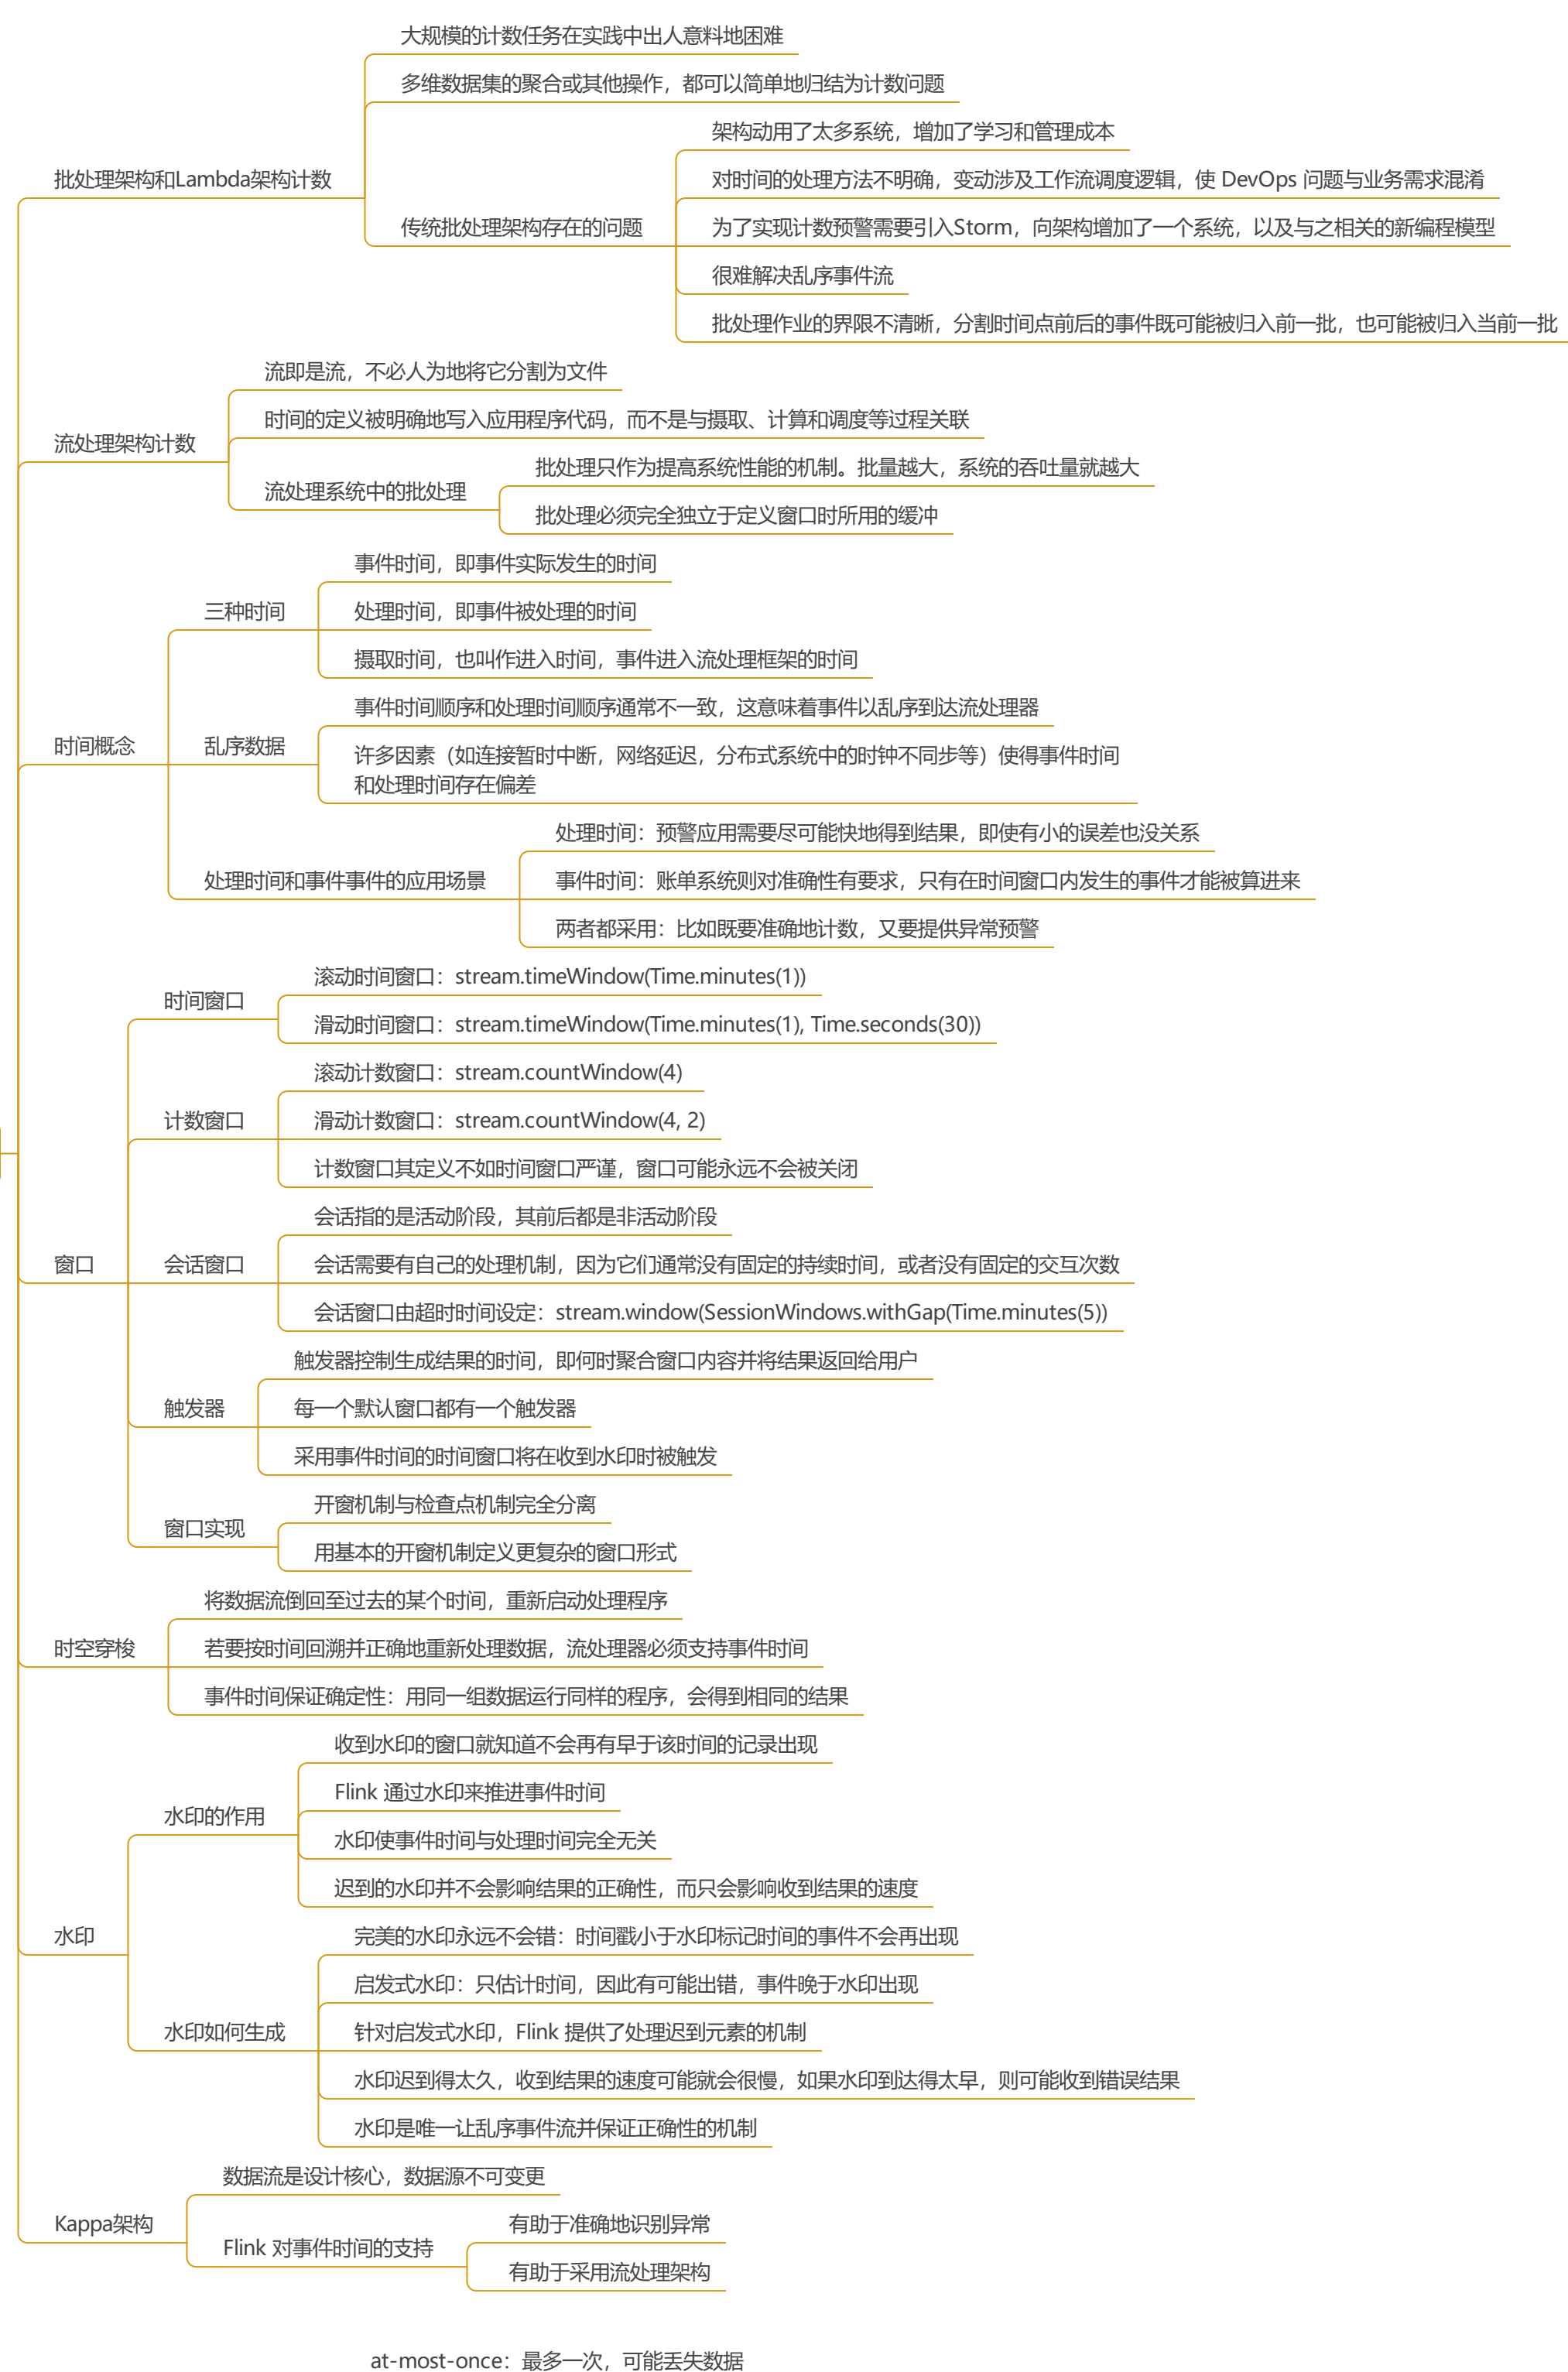 大规模的计数任务在实践中出人意料地困难
多维数据集的聚合或其他操作，都可以简单地归结为计数问题
架构动用了太多系统，增加了学习和管理成本
批处理架构和Lambda架构计数
对时间的处理方法不明确，变动涉及工作流调度逻辑，使 DevOps 问题与业务需求混淆
传统批处理架构存在的问题
为了实现计数预警需要引入Storm，向架构增加了一个系统，以及与之相关的新编程模型
很难解决乱序事件流
批处理作业的界限不清晰，分割时间点前后的事件既可能被归入前一批，也可能被归入当前一批
流即是流，不必人为地将它分割为文件
时间的定义被明确地写入应用程序代码，而不是与摄取、计算和调度等过程关联
流处理架构计数
批处理只作为提高系统性能的机制。批量越大，系统的吞吐量就越大
流处理系统中的批处理
批处理必须完全独立于定义窗口时所用的缓冲
事件时间，即事件实际发生的时间
三种时间
处理时间，即事件被处理的时间
摄取时间，也叫作进入时间，事件进入流处理框架的时间
事件时间顺序和处理时间顺序通常不一致，这意味着事件以乱序到达流处理器
时间概念
乱序数据
许多因素（如连接暂时中断，网络延迟，分布式系统中的时钟不同步等）使得事件时间
和处理时间存在偏差
处理时间：预警应用需要尽可能快地得到结果，即使有小的误差也没关系
处理时间和事件事件的应用场景
事件时间：账单系统则对准确性有要求，只有在时间窗口内发生的事件才能被算进来
两者都采用：比如既要准确地计数，又要提供异常预警
滚动时间窗口：stream.timeWindow(Time.minutes(1))
时间窗口
滑动时间窗口：stream.timeWindow(Time.minutes(1), Time.seconds(30))
滚动计数窗口：stream.countWindow(4)
计数窗口
滑动计数窗口：stream.countWindow(4, 2)
计数窗口其定义不如时间窗口严谨，窗口可能永远不会被关闭
会话指的是活动阶段，其前后都是非活动阶段
窗口
会话窗口
会话需要有自己的处理机制，因为它们通常没有固定的持续时间，或者没有固定的交互次数
会话窗口由超时时间设定：stream.window(SessionWindows.withGap(Time.minutes(5))
触发器控制生成结果的时间，即何时聚合窗口内容并将结果返回给用户
触发器
每一个默认窗口都有一个触发器
采用事件时间的时间窗口将在收到水印时被触发
开窗机制与检查点机制完全分离
窗口实现
用基本的开窗机制定义更复杂的窗口形式
将数据流倒回至过去的某个时间，重新启动处理程序
时空穿梭
若要按时间回溯并正确地重新处理数据，流处理器必须支持事件时间
事件时间保证确定性：用同一组数据运行同样的程序，会得到相同的结果
收到水印的窗口就知道不会再有早于该时间的记录出现
Flink 通过水印来推进事件时间
水印的作用
水印使事件时间与处理时间完全无关
迟到的水印并不会影响结果的正确性，而只会影响收到结果的速度
水印
完美的水印永远不会错：时间戳小于水印标记时间的事件不会再出现
启发式水印：只估计时间，因此有可能出错，事件晚于水印出现
水印如何生成
针对启发式水印，Flink 提供了处理迟到元素的机制
水印迟到得太久，收到结果的速度可能就会很慢，如果水印到达得太早，则可能收到错误结果
水印是唯一让乱序事件流并保证正确性的机制
数据流是设计核心，数据源不可变更
Kappa架构
有助于准确地识别异常
Flink 对事件时间的支持
有助于采用流处理架构
at-most-once：最多一次，可能丢失数据